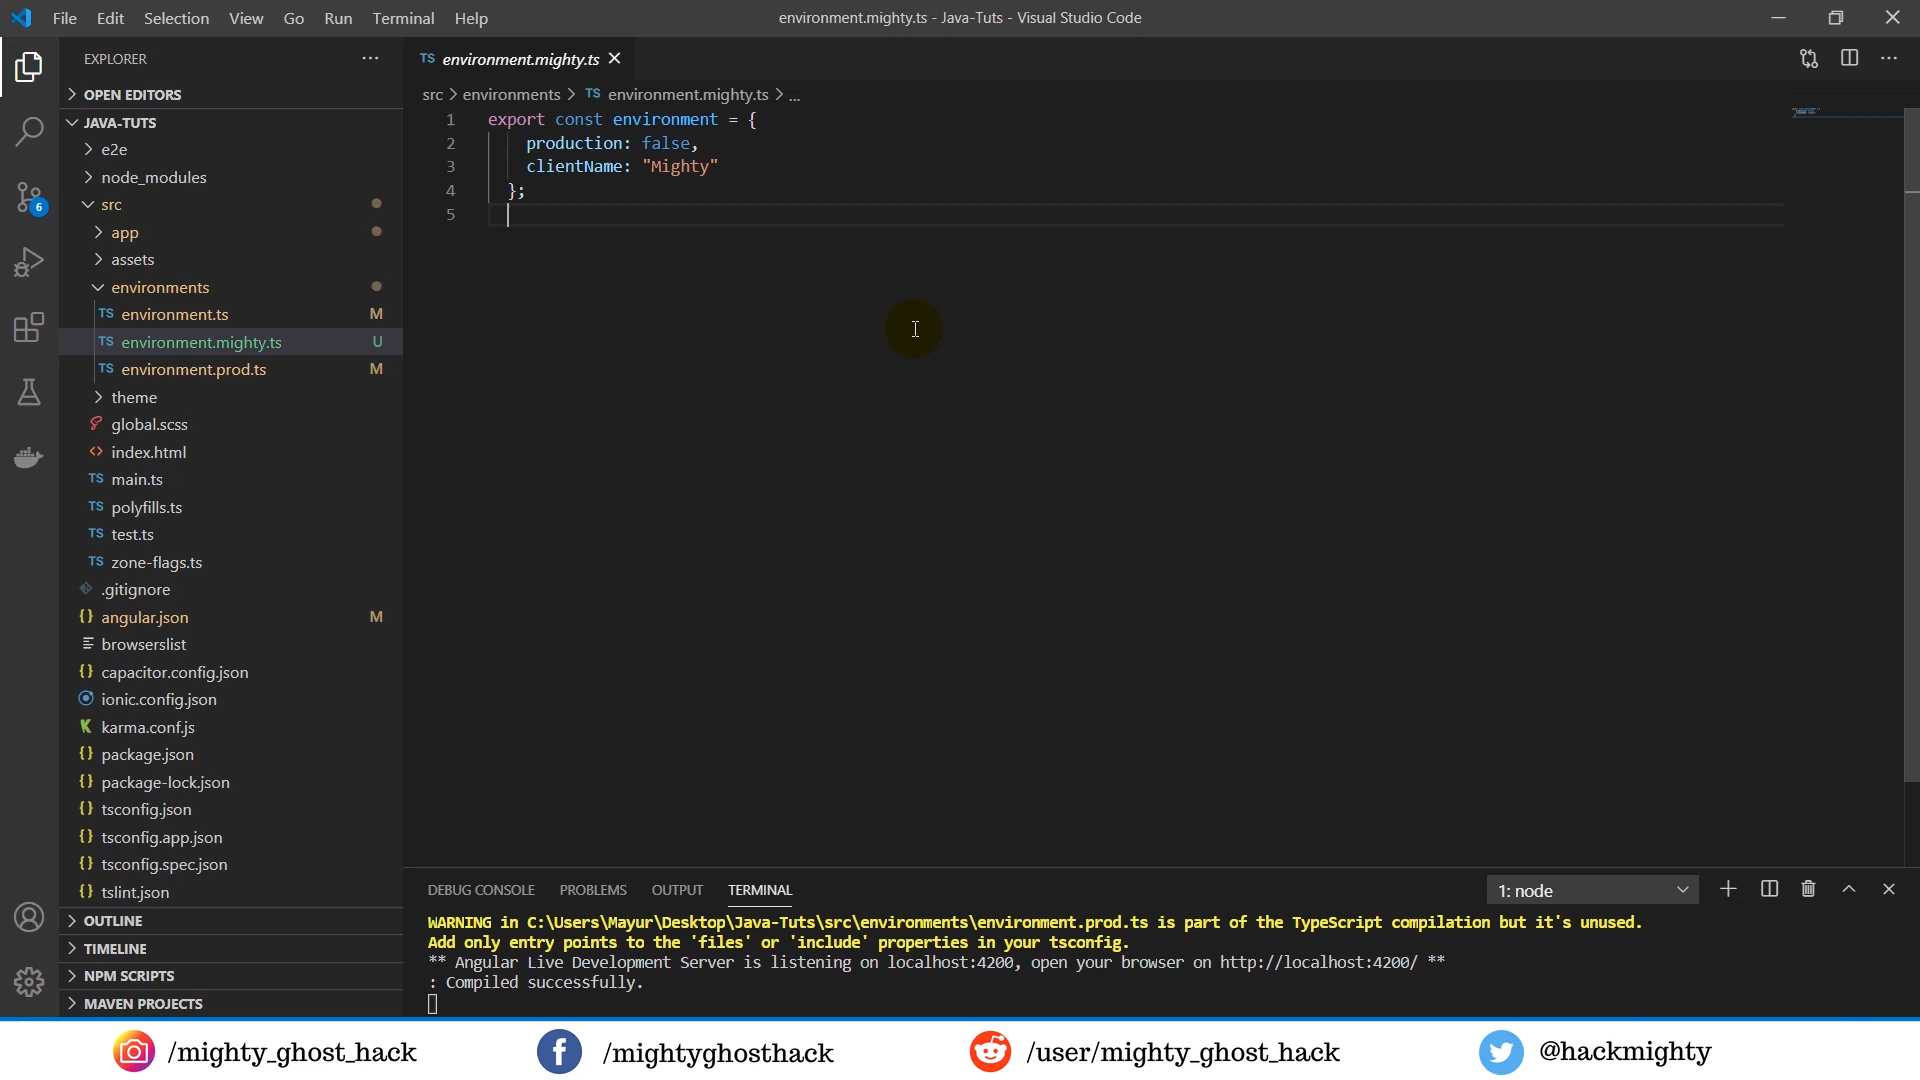 File Edit Selection View Go Run Terminal Help
environment.mighty.ts - Java-Tuts - Visual Studio Code
EXPLORER
OPEN EDITORS
JAVA-TUTS
e2e
node_modules
src
app
assets
environments
TS environment.ts M
TS environment.mighty.ts U
TS environment.prod.ts M
theme
global.scss
index.html
TS main.ts
TS polyfills.ts
TS test.ts
TS zone-flags.ts
.gitignore
{} angular.json M
browserslist
{} capacitor.config.json
ionic.config.json
karma.conf.js
{} package.json
{} package-lock.json
{} tsconfig.json
{} tsconfig.app.json
{} tsconfig.spec.json
{} tslint.json
OUTLINE
TIMELINE
NPM SCRIPTS
MAVEN PROJECTS
6
TS environment.mighty.ts
src > environments > TS environment.mighty.ts > ...
1 export const environment = {
2 production: false,
3 clientName: "Mighty"
4 };
5
DEBUG CONSOLE PROBLEMS OUTPUT TERMINAL
1: node
WARNING in C:\Users\Mayur\Desktop\Java-Tuts\src\environments\environment.prod.ts is part of the TypeScript compilation but it's unused.
Add only entry points to the 'files' or 'include' properties in your tsconfig.
** Angular Live Development Server is listening on localhost:4200, open your browser on http://localhost:4200/ **
: Compiled successfully.
/mighty_ghost_hack
/mightyghosthack
/user/mighty_ghost_hack
@hackmighty